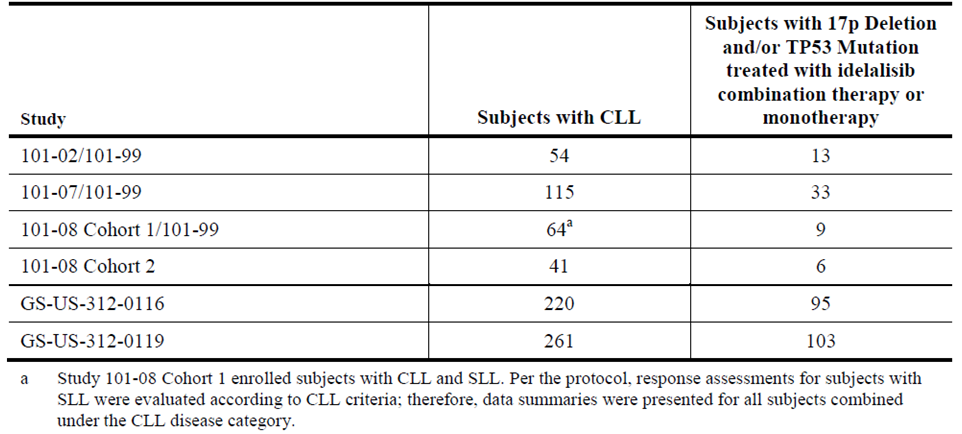 Study
Subjects with CLL
Subjects with 17p Deletion
and/or TP53 Mutation
treated with idelalisib
combination therapy or
monotherapy
101-02/101-99 54 13
101-07/101-99 115 33
101-08 Cohort 1/101-99 64a 9
101-08 Cohort 2 41 6
GS-US-312-0116 220 95
GS-US-312-0119 261 103
a Study 101-08 Cohort 1 enrolled subjects with CLL and SLL. Per the protocol, response assessments for subjects with
SLL were evaluated according to CLL criteria; therefore, data summaries were presented for all subjects combined
under the CLL disease category.